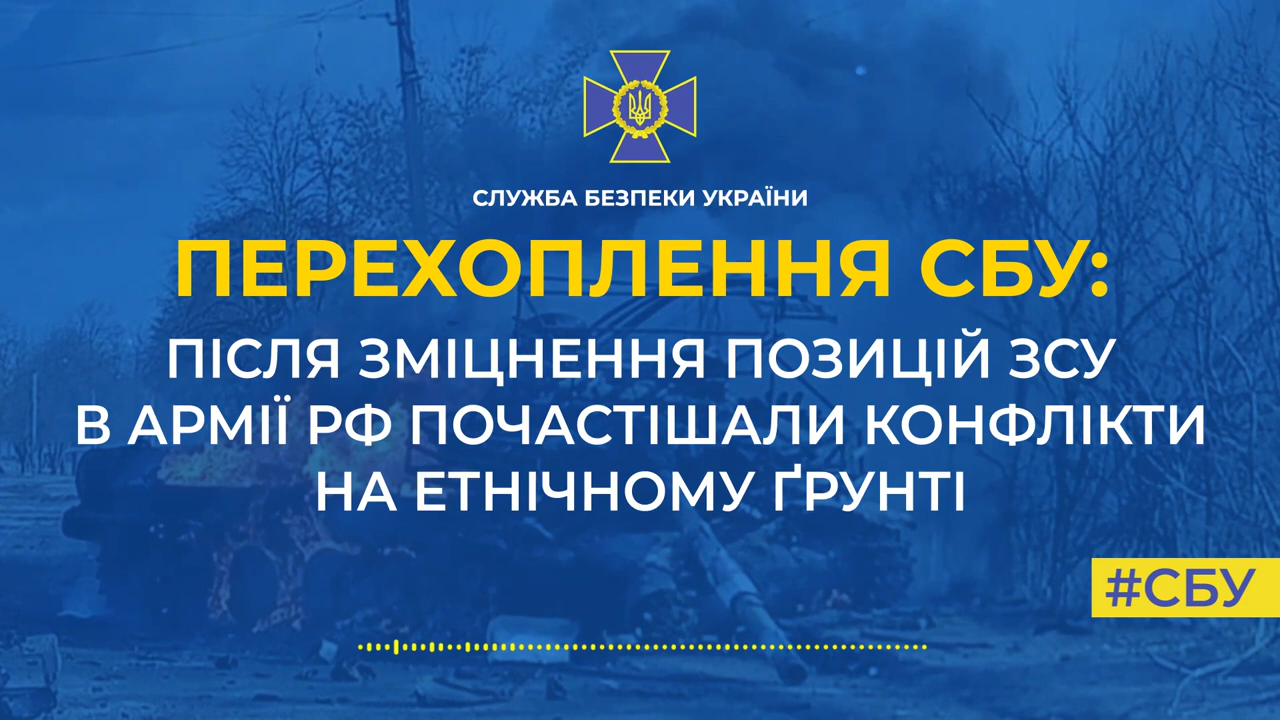 СЛУЖБА БЕЗПЕКИ УКРАЇНИ
ПЕРЕХОПЛЕННЯ СБУ:
ПІСЛЯ ЗМІЦНЕННЯ ПОЗИЦІЙ ЗСУ
В АРМІЇ РФ ПОЧАСТІШАЛИ КОНФЛІКТИ
НА ЕТНІЧНОМУ ҐРУНТІ
#СБУ